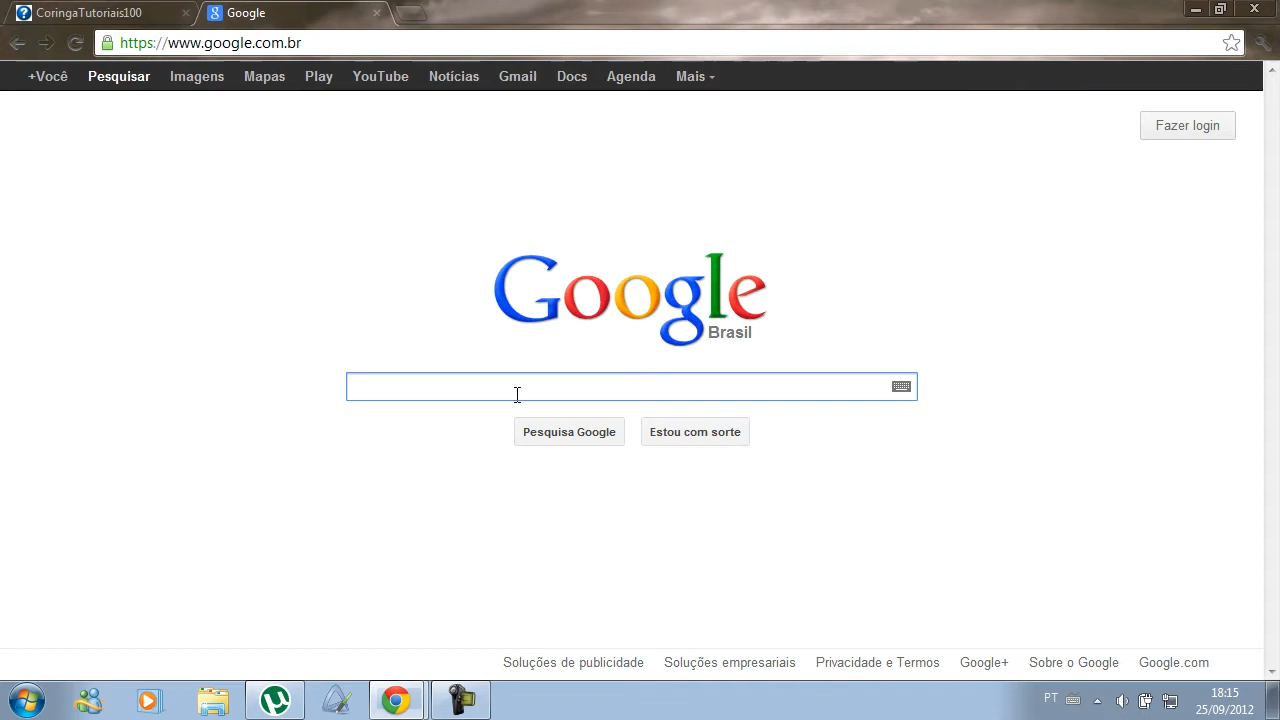 CoringaTutoriais100
Google
https://www.google.com.br
+Você Pesquisar Imagens Mapas Play YouTube Notícias Gmail Docs Agenda Mais
Fazer login
Google
Brasil
Pesquisa Google Estou com sorte
Soluções de publicidade Soluções empresariais Privacidade e Termos Google+ Sobre o Google Google.com
PT
18:15
25/09/2012